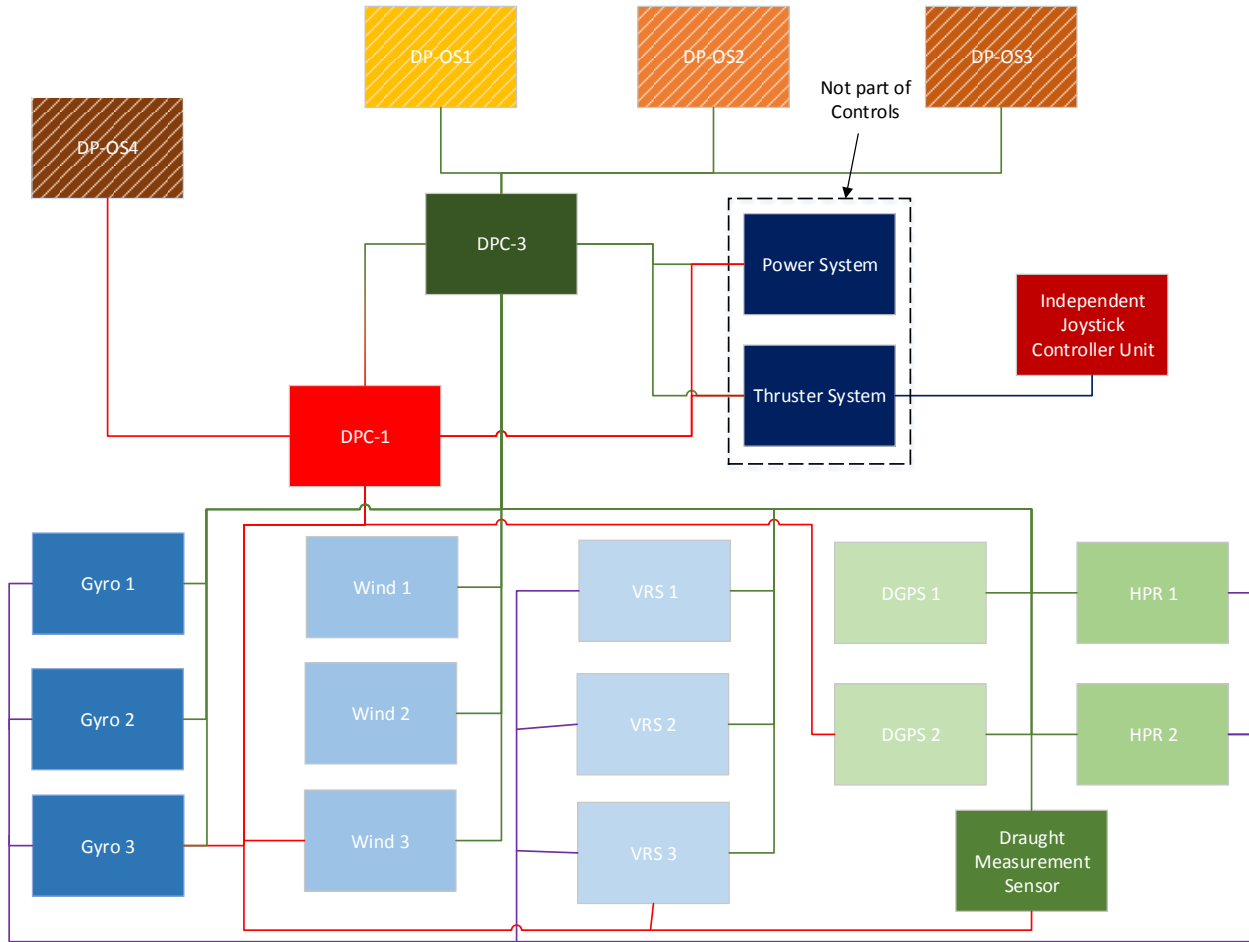 DP-OS1
DP-OS2
DP-OS3
Not part of
Controls
DP-OS4
DPC-3
Power System
Independent
Joystick
Controller Unit
Thruster System
DPC-1
Gyro 1
Wind 1
VRS 1
DGPS 1
HPR 1
Gyro 2
Wind 2
VRS 2
DGPS 2
HPR 2
Gyro 3
Wind 3
VRS 3
Draught
Measurement
Sensor